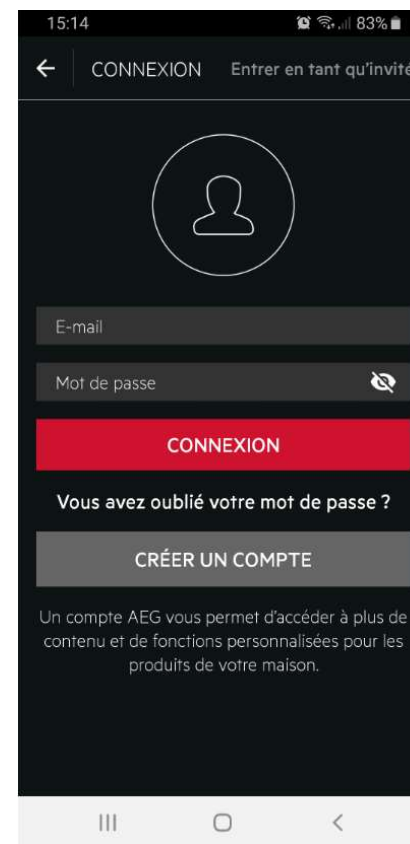 15:14 83%
CONNEXION Entrer en tant qu'invité
E-mail
Mot de passe
CONNEXION
Vous avez oublié votre mot de passe ?
CRÉER UN COMPTE
Un compte AEG vous permet d'accéder à plus de
contenu et de fonctions personnalisées pour les
produits de votre maison.